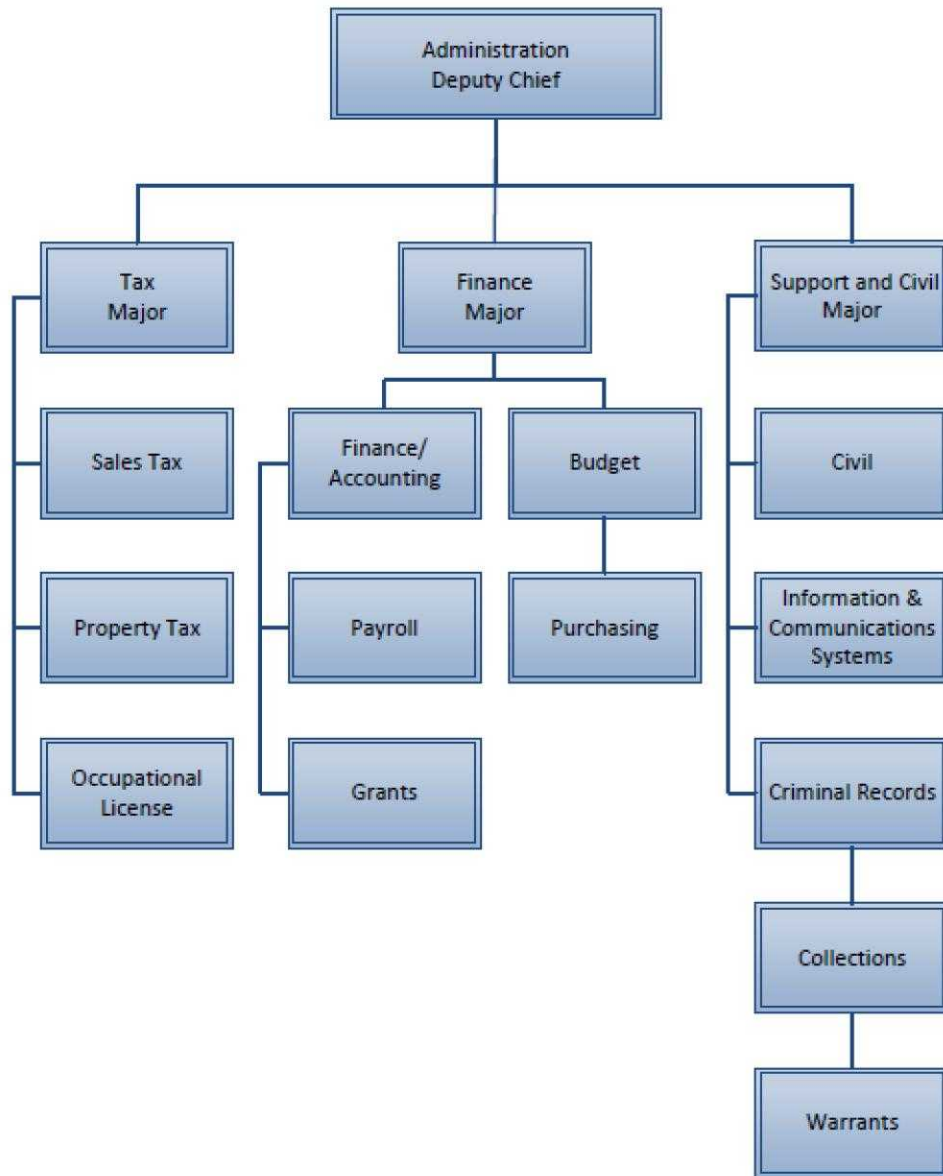 Administration
Deputy Chief
Tax
Major
Finance
Major
Support and Civil
Major
Sales Tax
Finance/
Accounting
Budget
Civil
Property Tax
Payroll
Purchasing
Information &
Communications
Systems
Occupational
License
Grants
Criminal Records
Collections
Warrants